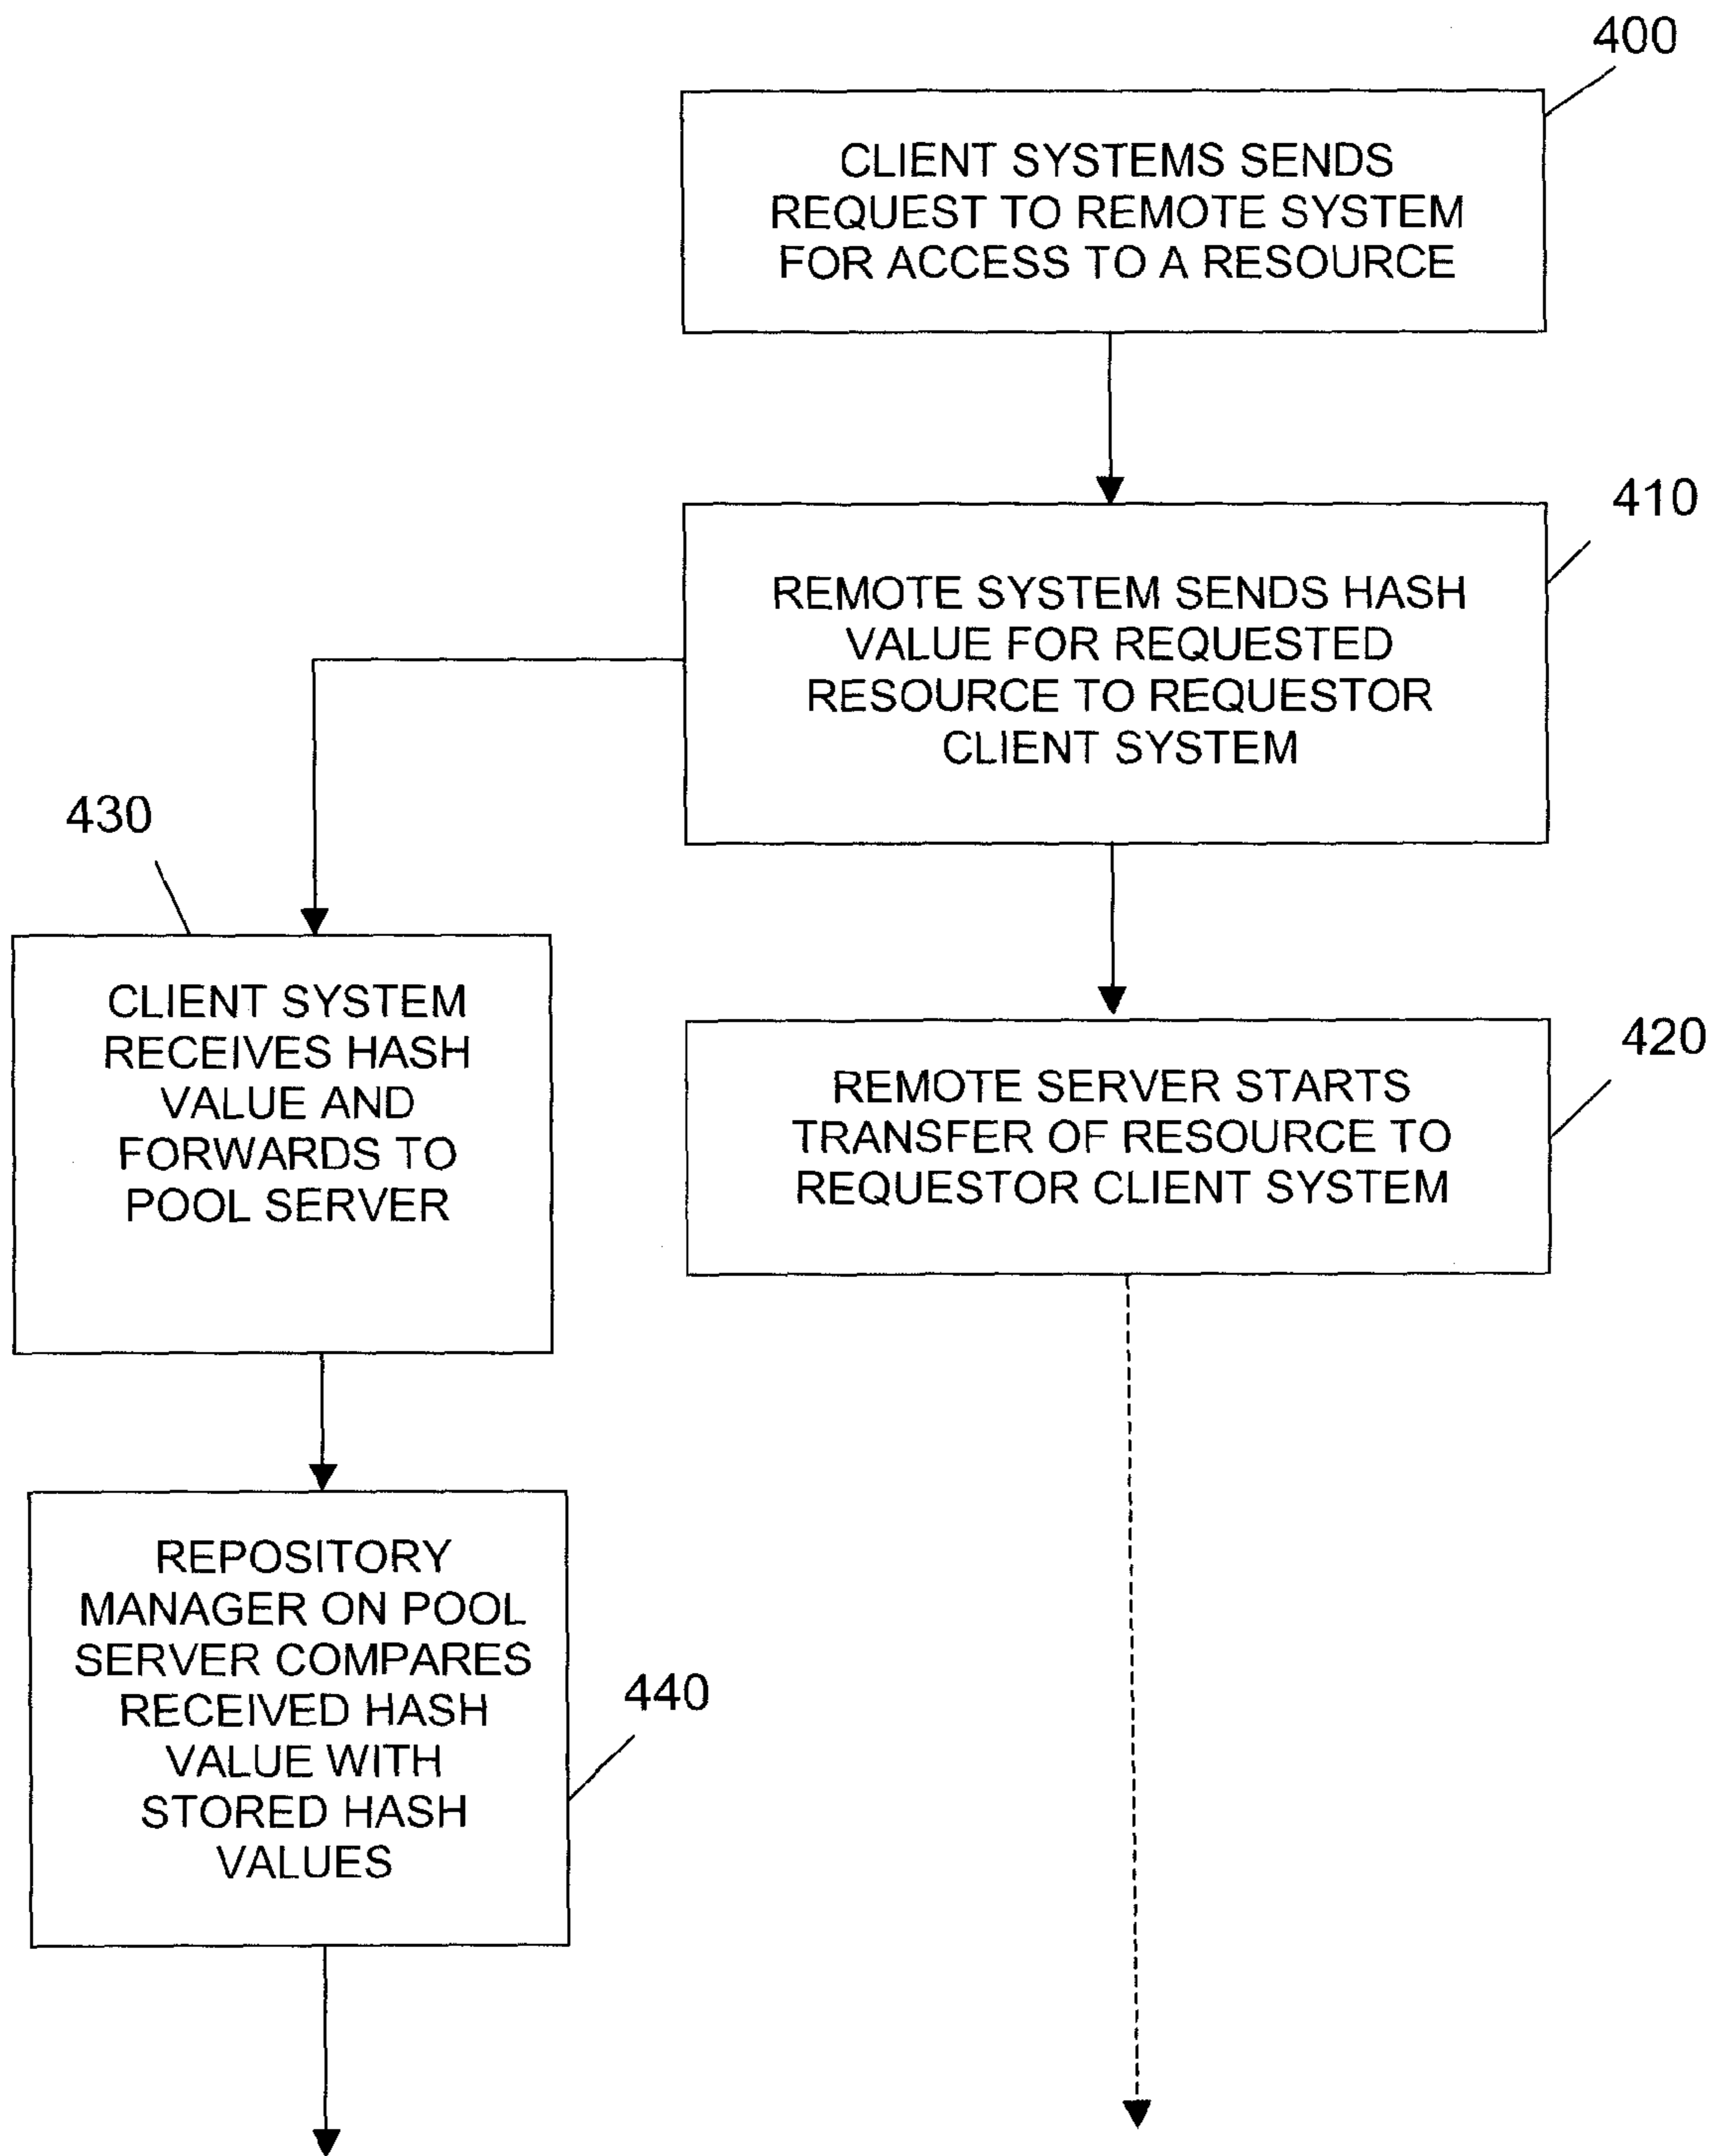 400
CLIENT SYSTEMS SENDS
REQUEST TO REMOTE SYSTEM
FOR ACCESS TO A RESOURCE
410
REMOTE SYSTEM SENDS HASH
VALUE FOR REQUESTED
RESOURCE TO REQUESTOR
CLIENT SYSTEM
430
CLIENT SYSTEM
RECEIVES HASH
VALUE AND
FORWARDS TO
POOL SERVER
420
REMOTE SERVER STARTS
TRANSFER OF RESOURCE TO
REQUESTOR CLIENT SYSTEM
REPOSITORY
MANAGER ON POOL
SERVER COMPARES
RECEIVED HASH
VALUE WITH
STORED HASH
VALUES
440